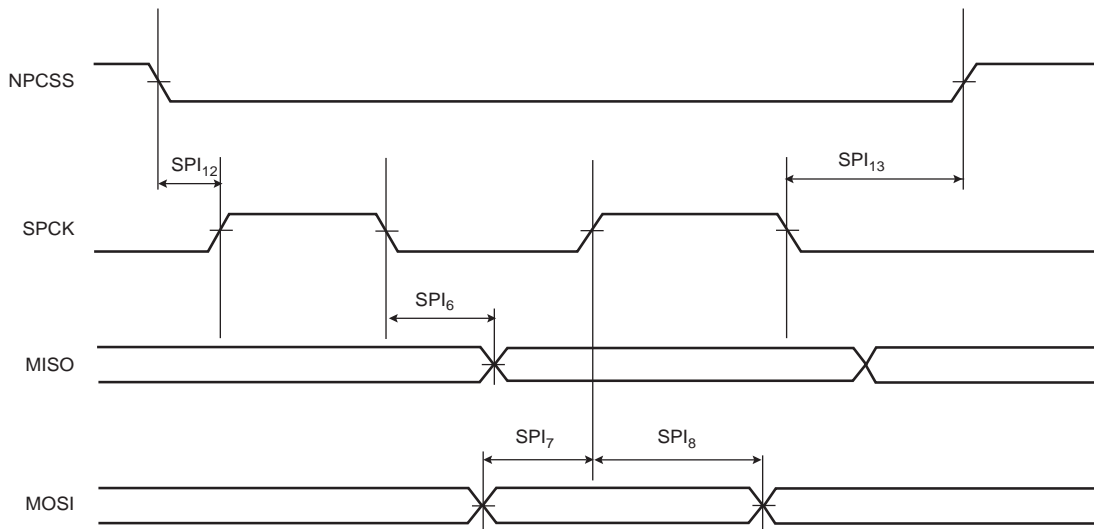 NPCSS
SPI₁₂
SPI₁₃
SPCK
SPI₆
MISO
SPI₇
SPI₈
MOSI